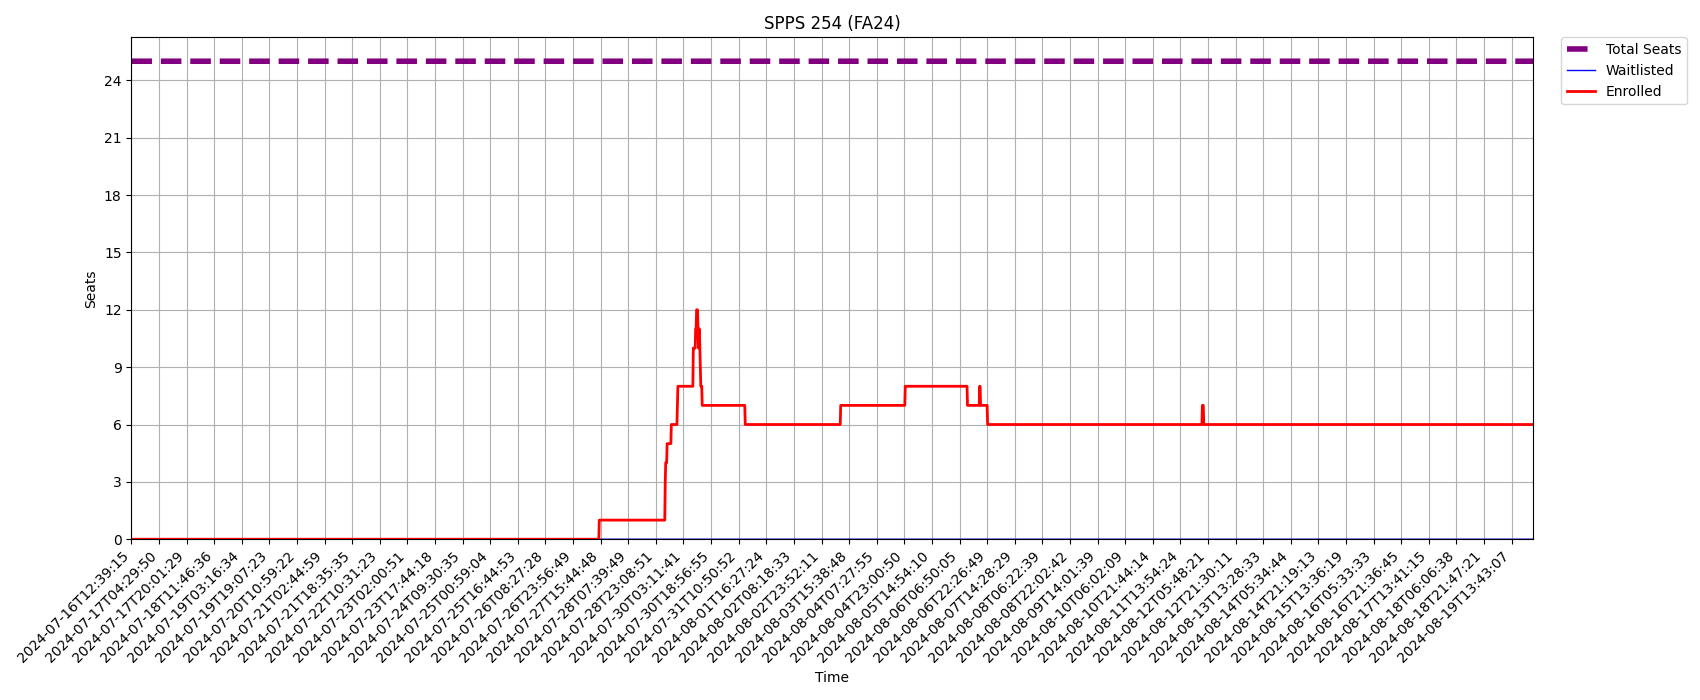 SPPS 254 (FA24)
Total Seats
Waitlisted
Enrolled
24
21
18
15
12
9
6
3
0
Seats
2024-07-16T12:39:15
2024-07-17T04:29:50
2024-07-17T20:01:29
2024-07-18T11:46:36
2024-07-19T03:16:34
2024-07-19T19:07:23
2024-07-20T10:59:22
2024-07-21T02:44:59
2024-07-21T18:35:35
2024-07-22T10:31:23
2024-07-23T02:00:51
2024-07-23T17:44:18
2024-07-24T09:30:35
2024-07-25T00:59:04
2024-07-25T16:44:53
2024-07-26T08:27:28
2024-07-26T23:56:49
2024-07-27T15:44:48
2024-07-28T07:39:49
2024-07-28T23:08:51
2024-07-30T03:11:41
2024-07-30T18:56:55
2024-07-31T10:50:52
2024-08-01T16:27:24
2024-08-02T08:18:33
2024-08-02T23:52:11
2024-08-03T15:38:48
2024-08-04T07:27:55
2024-08-04T23:00:50
2024-08-05T14:54:10
2024-08-06T06:50:05
2024-08-06T22:26:49
2024-08-07T14:28:29
2024-08-08T06:22:39
2024-08-08T22:02:42
2024-08-09T14:01:39
2024-08-10T06:02:09
2024-08-10T21:44:14
2024-08-11T13:54:24
2024-08-12T05:48:21
2024-08-12T21:30:11
2024-08-13T13:28:33
2024-08-14T05:34:44
2024-08-14T21:19:13
2024-08-15T13:36:19
2024-08-16T05:33:33
2024-08-16T21:36:45
2024-08-17T13:41:15
2024-08-18T06:06:38
2024-08-18T21:47:21
2024-08-19T13:43:07
Time